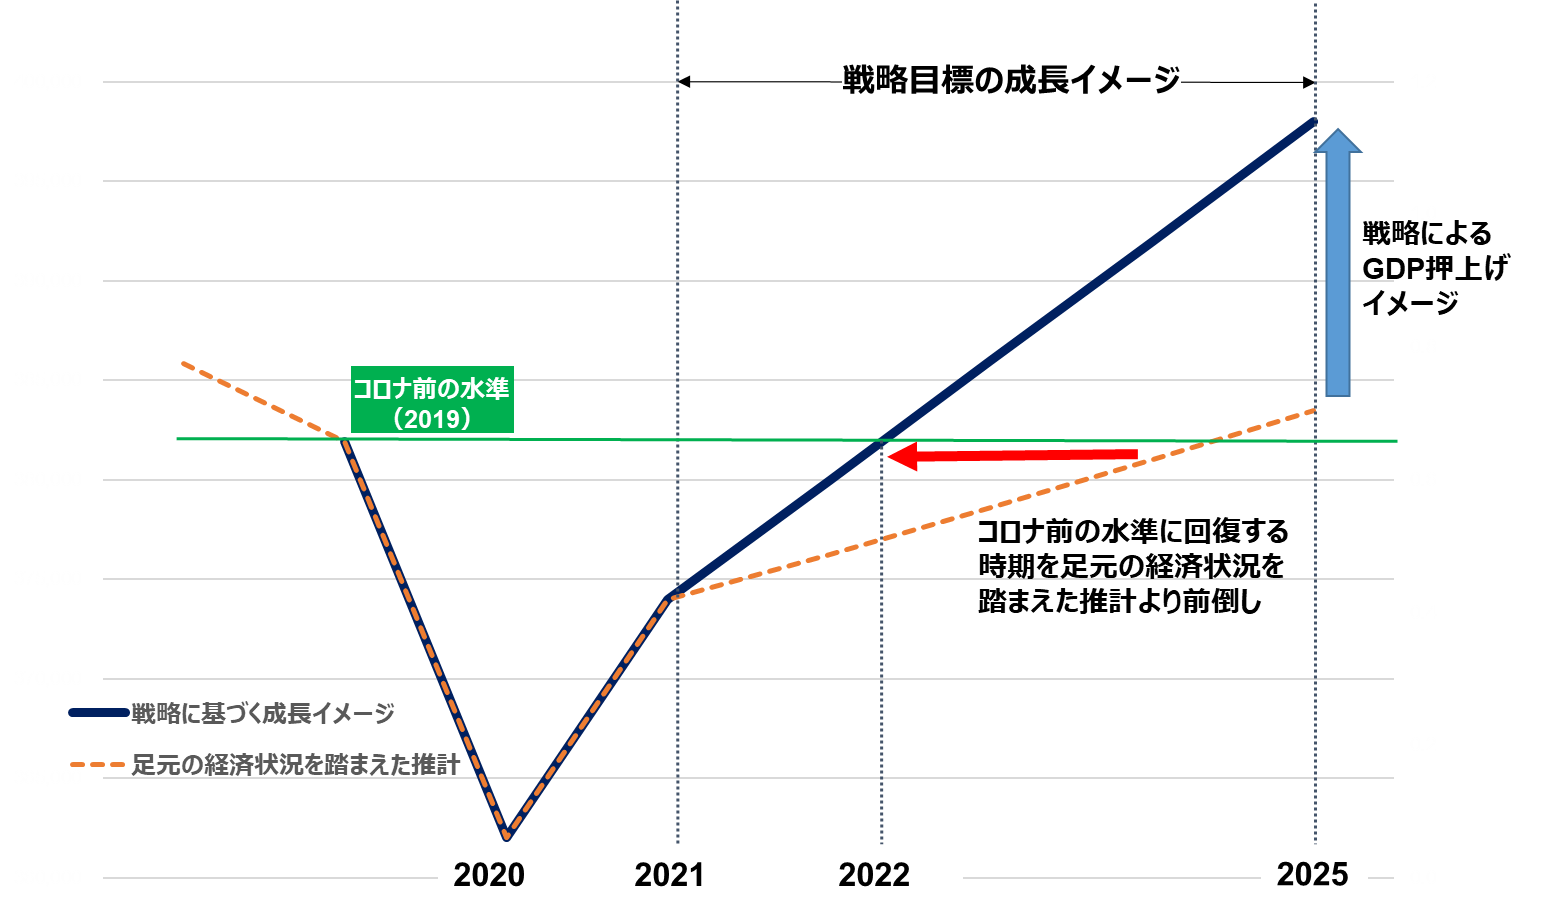 戦略目標の成長イメージ
戦略による
GDP押上げ
イメージ
コロナ前の水準
（2019）
コロナ前の水準に回復する
時期を足元の経済状況を
踏まえた推計より前倒し
戦略に基づく成長イメージ
足元の経済状況を踏まえた推計
2020
2021
2022
2025